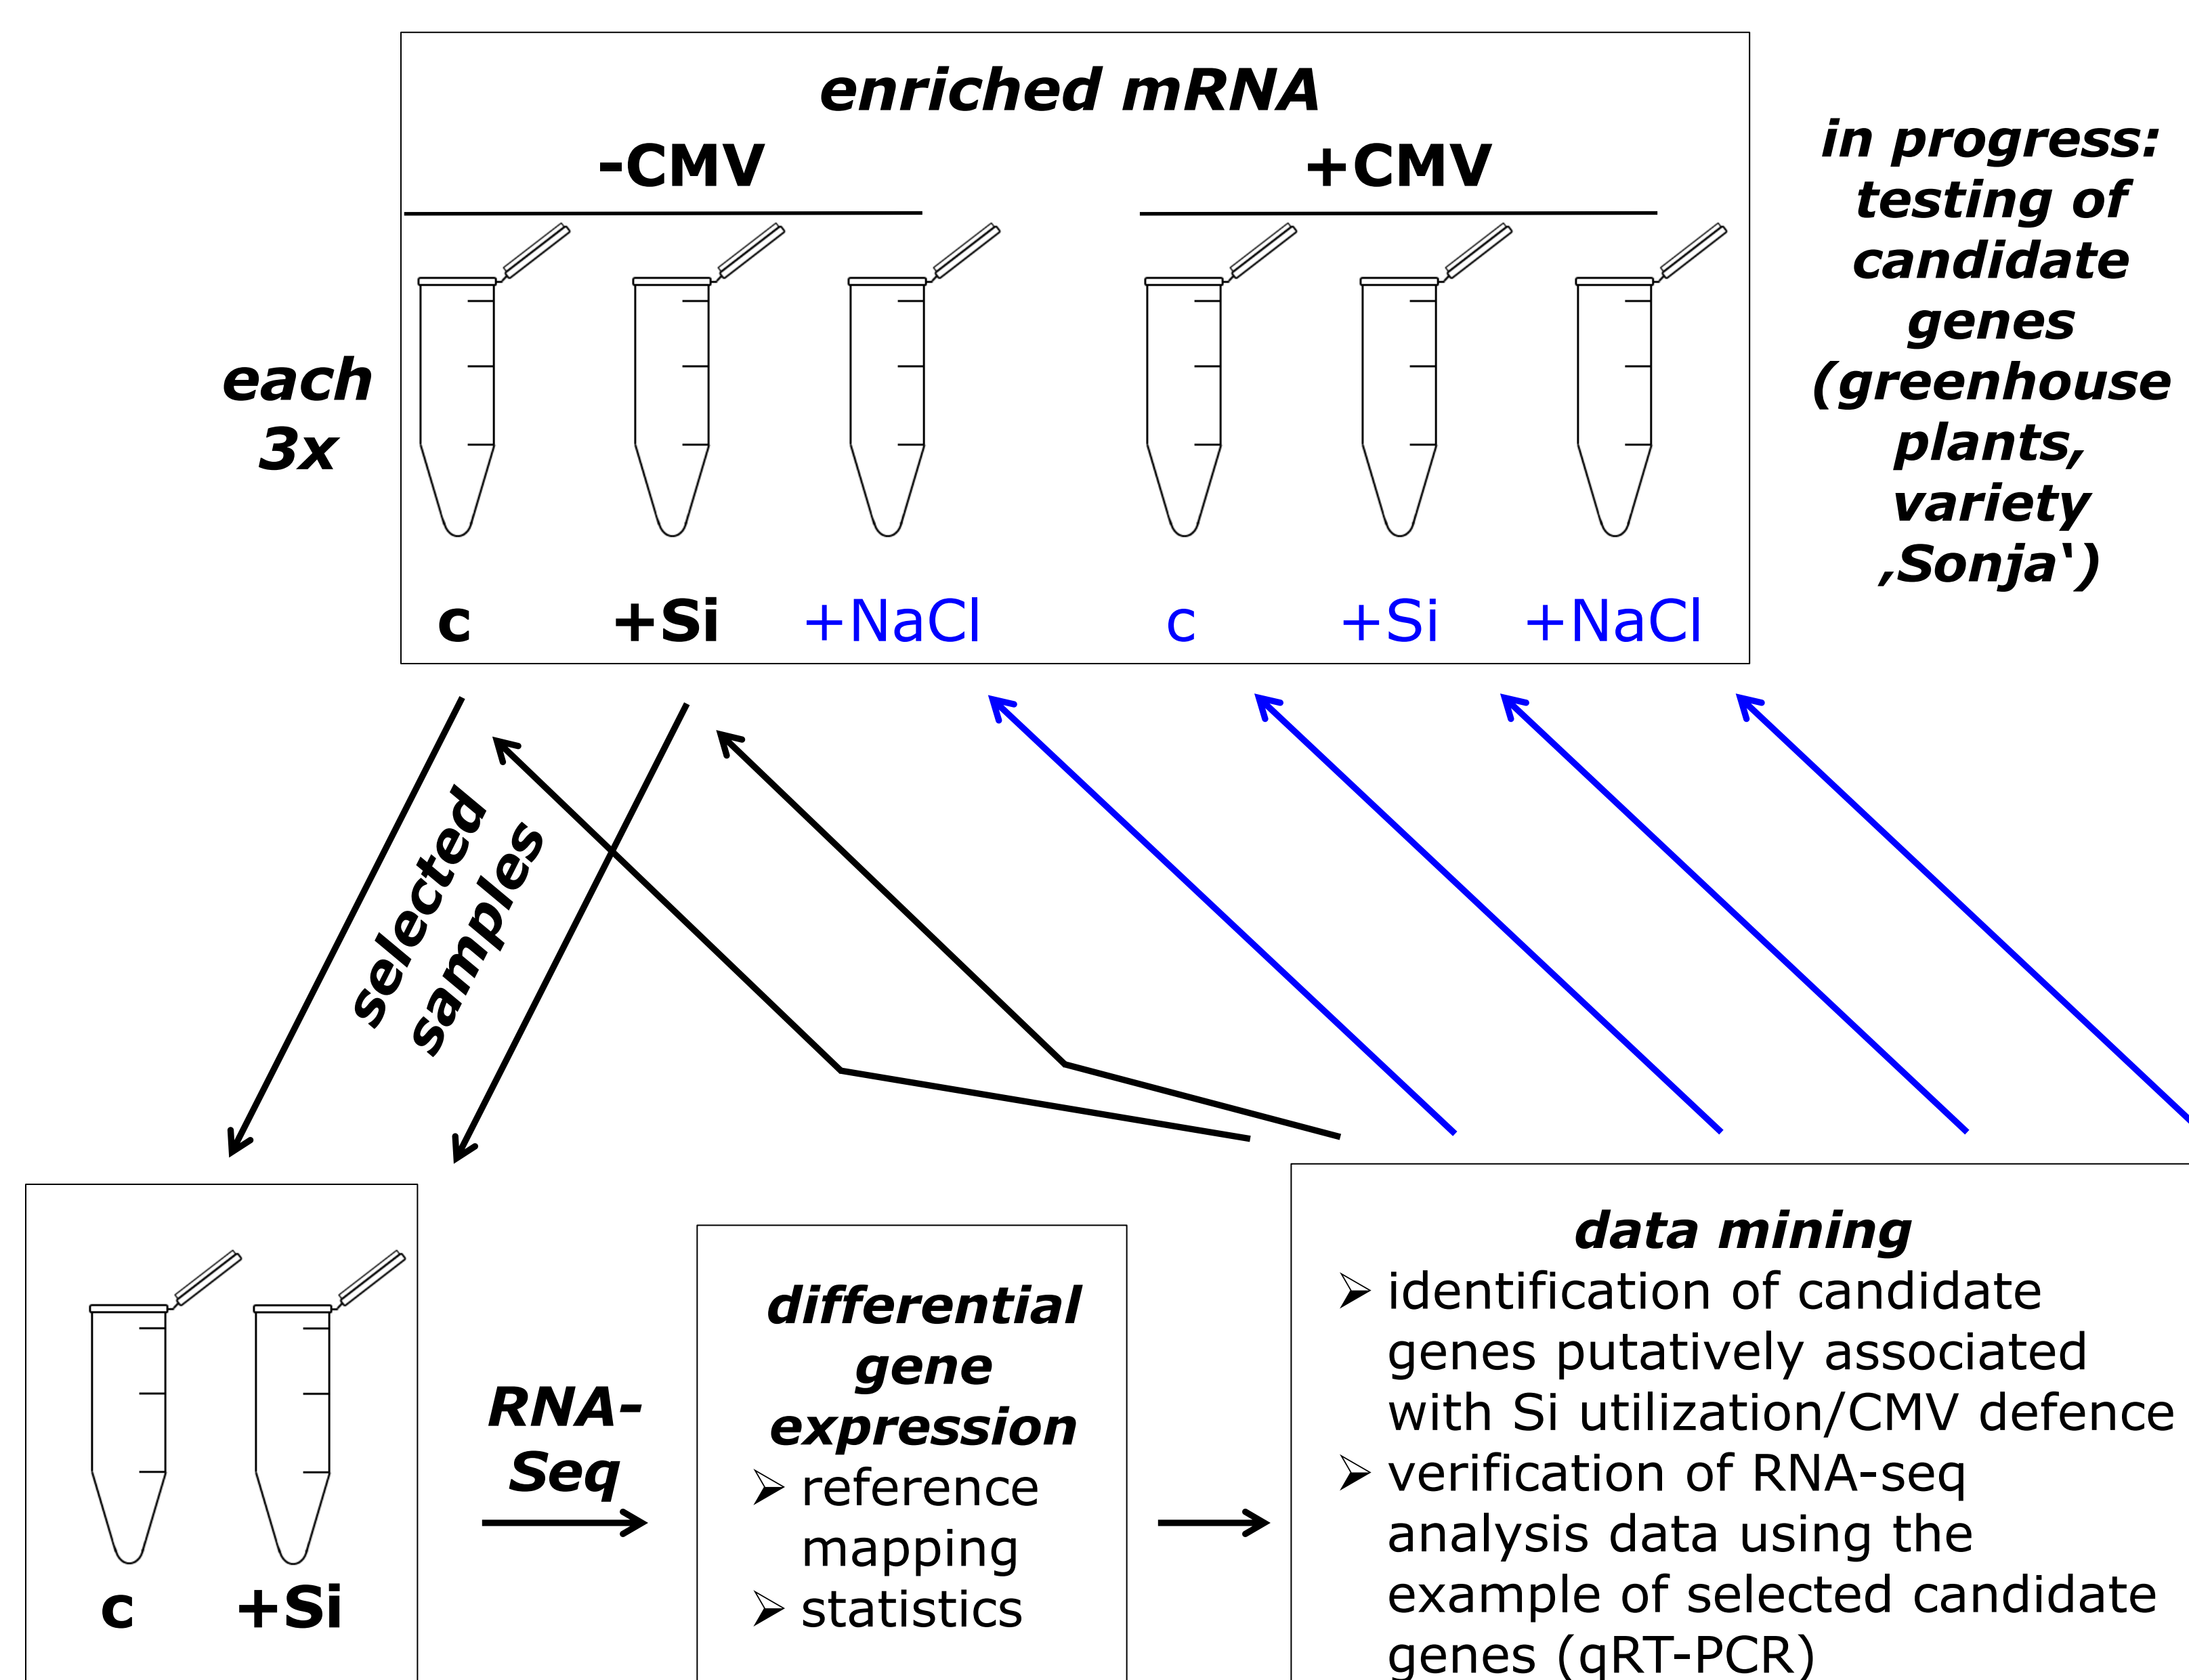 enriched mRNA
-CMV
+CMV
each
3x
c
+Si
+NaCl
c
+Si
+NaCl
in progress:
testing of
candidate
genes
(greenhouse
plants,
variety
‚Sonja‘)
selected
samples
c
+Si
RNA-
Seq
differential
gene
expression
➢ reference
mapping
➢ statistics
data mining
➢ identification of candidate
genes putatively associated
with Si utilization/CMV defence
➢ verification of RNA-seq
analysis data using the
example of selected candidate
genes (qRT-PCR)